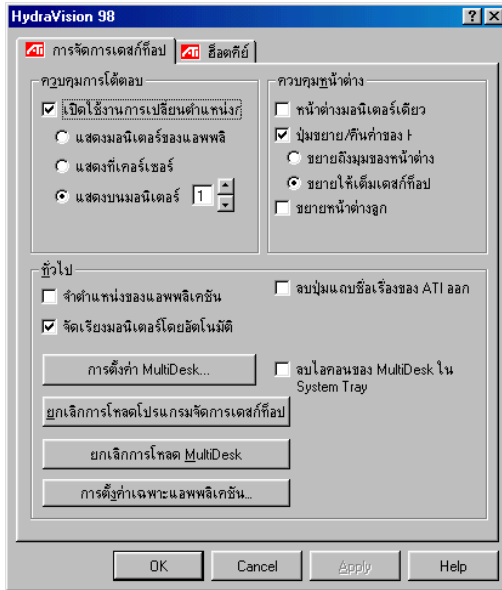 HydraVision 98
ATI การจัดการเดสก์ท็อป
ATI ฮ็อตคีย์
ควบคุมการโต้ตอบ
เปิดใช้งานการเปลี่ยนตำแหน่งก
แสดงมอนิเตอร์ของแอพพลิ
แสดงที่เคอร์เซอร์
แสดงบนมอนิเตอร์ 1
ควบคุมหน้าต่าง
หน้าต่างมอนิเตอร์เดียว
ปุ่มขยาย/คืนค่าของ H
ขยายถึงมุมของหน้าต่าง
ขยายให้เต็มเดสก์ท็อป
ขยายหน้าต่างลูก
ทั่วไป
จำตำแหน่งของแอพพลิเคชัน
จัดเรียงมอนิเตอร์โดยอัตโนมัติ
ลบปุ่มแถบชื่อเรื่องของ ATI ออก
การตั้งค่า MultiDesk...
ลบไอคอนของ MultiDesk ใน
System Tray
ยกเลิกการโหลดโปรแกรมจัดการเดสก์ท็อป
ยกเลิกการโหลด MultiDesk
การตั้งค่าเฉพาะแอพพลิเคชัน...
OK
Cancel
Apply
Help